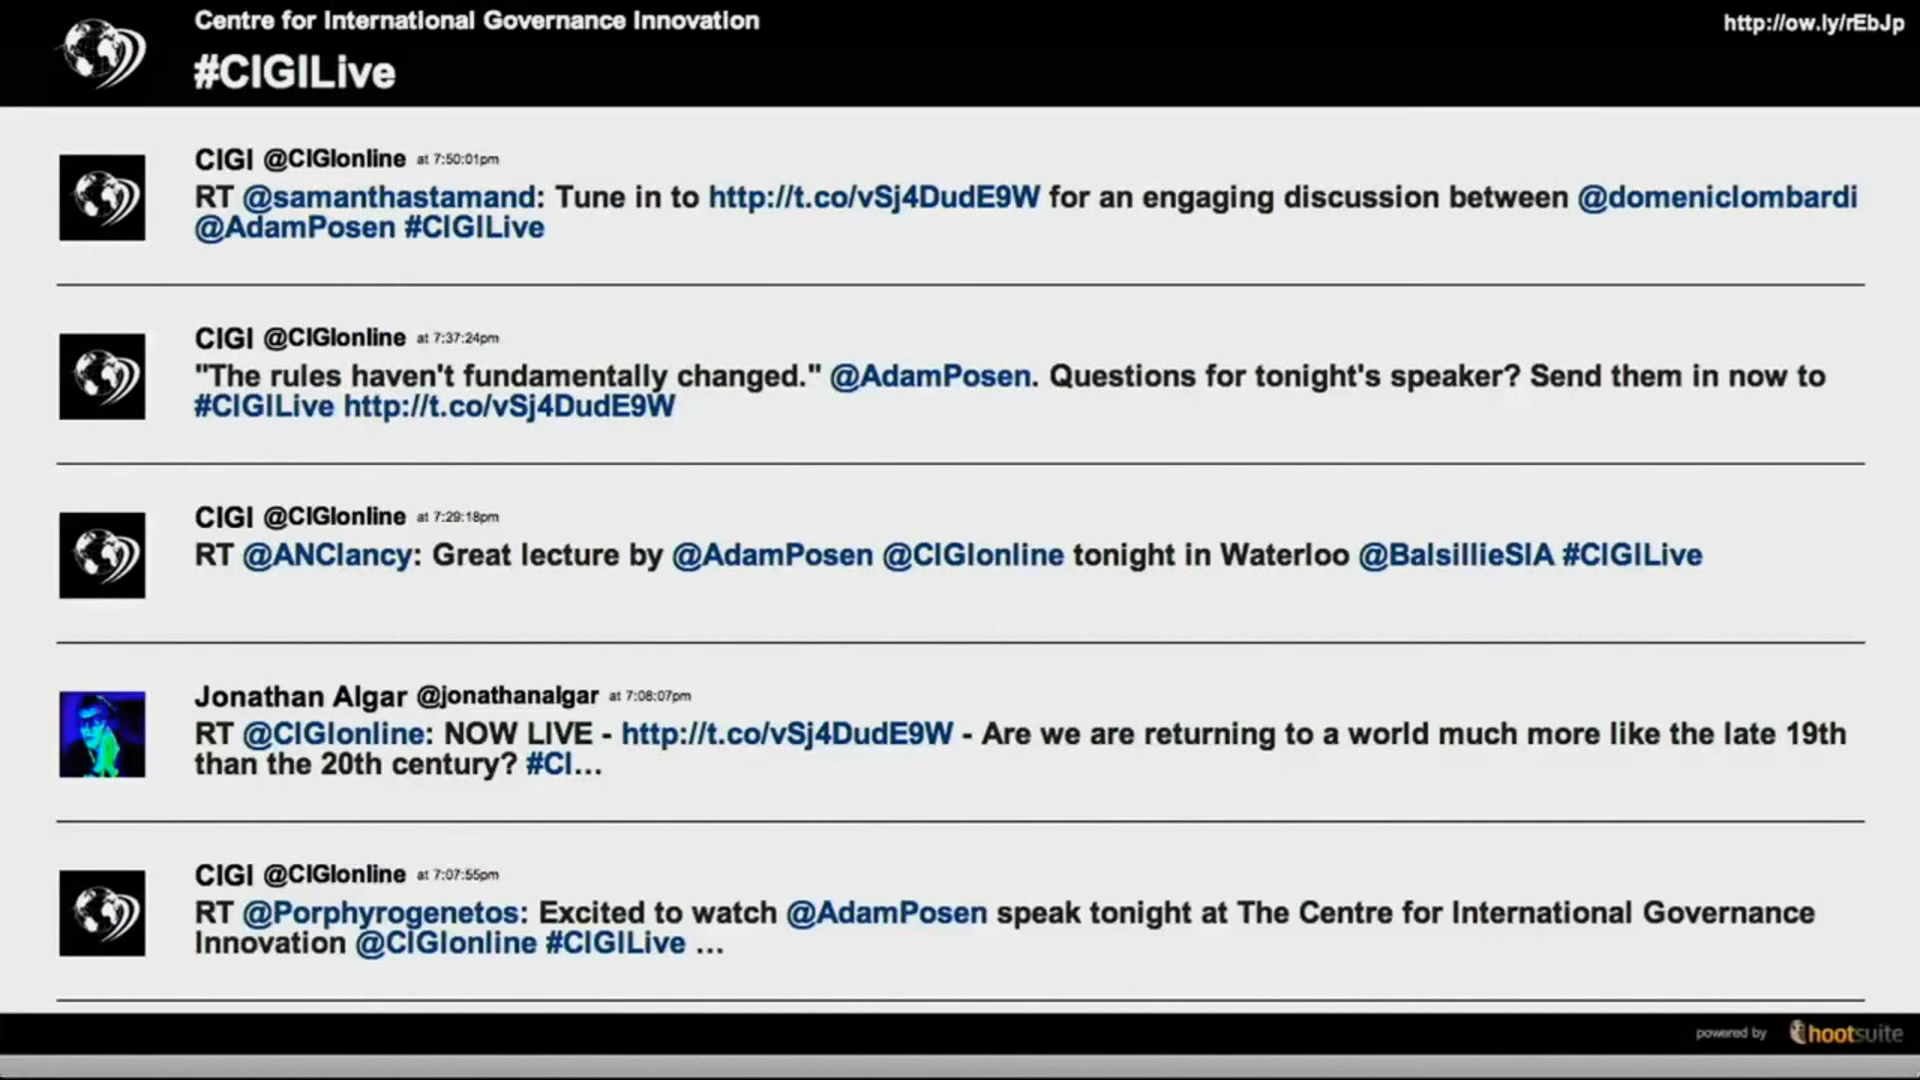 Centre for International Governance Innovation
http://ow.ly/rEbJp
#CIGILive
CIGI @CIGIonline at 7:50:01pm
RT @samanthastamand: Tune in to http://t.co/vSj4DudE9W for an engaging discussion between @domeniclombardi
@AdamPosen #CIGILive
CIGI @CIGIonline at 7:37:24pm
"The rules haven't fundamentally changed." @AdamPosen. Questions for tonight's speaker? Send them in now to
#CIGILive http://t.co/vSj4DudE9W
CIGI @CIGIonline at 7:29:18pm
RT @ANClancy: Great lecture by @AdamPosen @CIGIonline tonight in Waterloo @BalsillieSIA #CIGILive
Jonathan Algar @jonathanalgar at 7:08:07pm
RT @CIGIonline: NOW LIVE - http://t.co/vSj4DudE9W - Are we are returning to a world much more like the late 19th
than the 20th century? #CI...
CIGI @CIGIonline at 7:07:55pm
RT @Porphyrogenetos: Excited to watch @AdamPosen speak tonight at The Centre for International Governance
Innovation @CIGIonline #CIGILive ...
powered by hootsuite